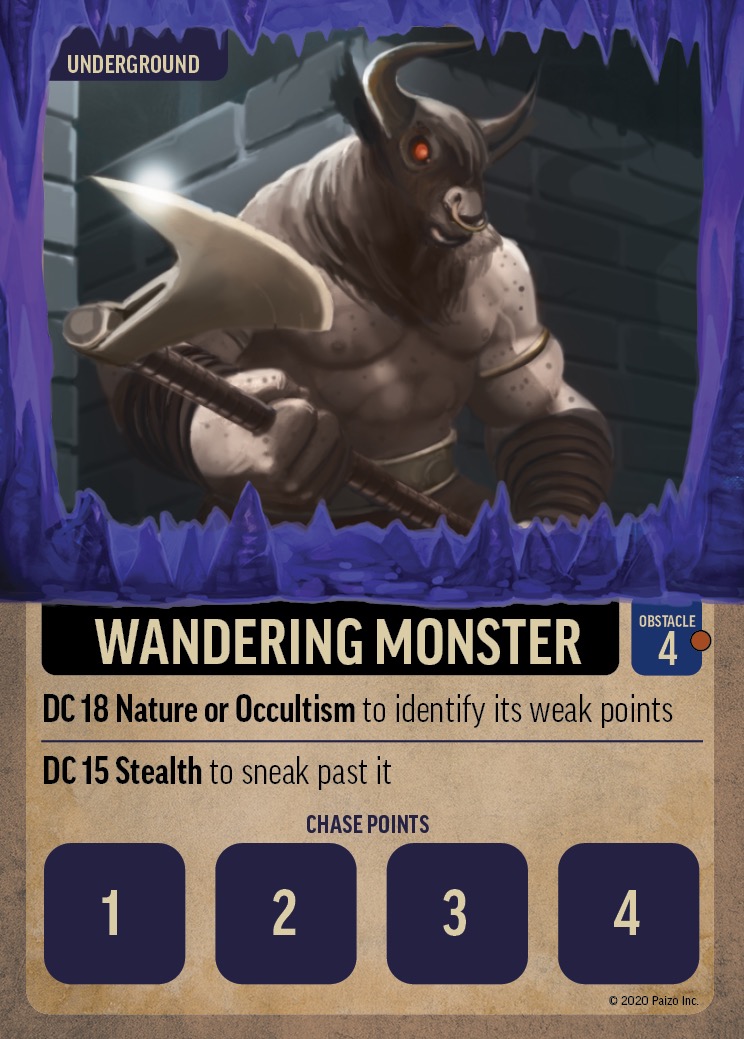 UNDERGROUND
WANDERING MONSTER
OBSTACLE
4
DC 18 Nature or Occultism to identify its weak points
DC 15 Stealth to sneak past it
CHASE POINTS
1 2 3 4
© 2020 Paizo Inc.